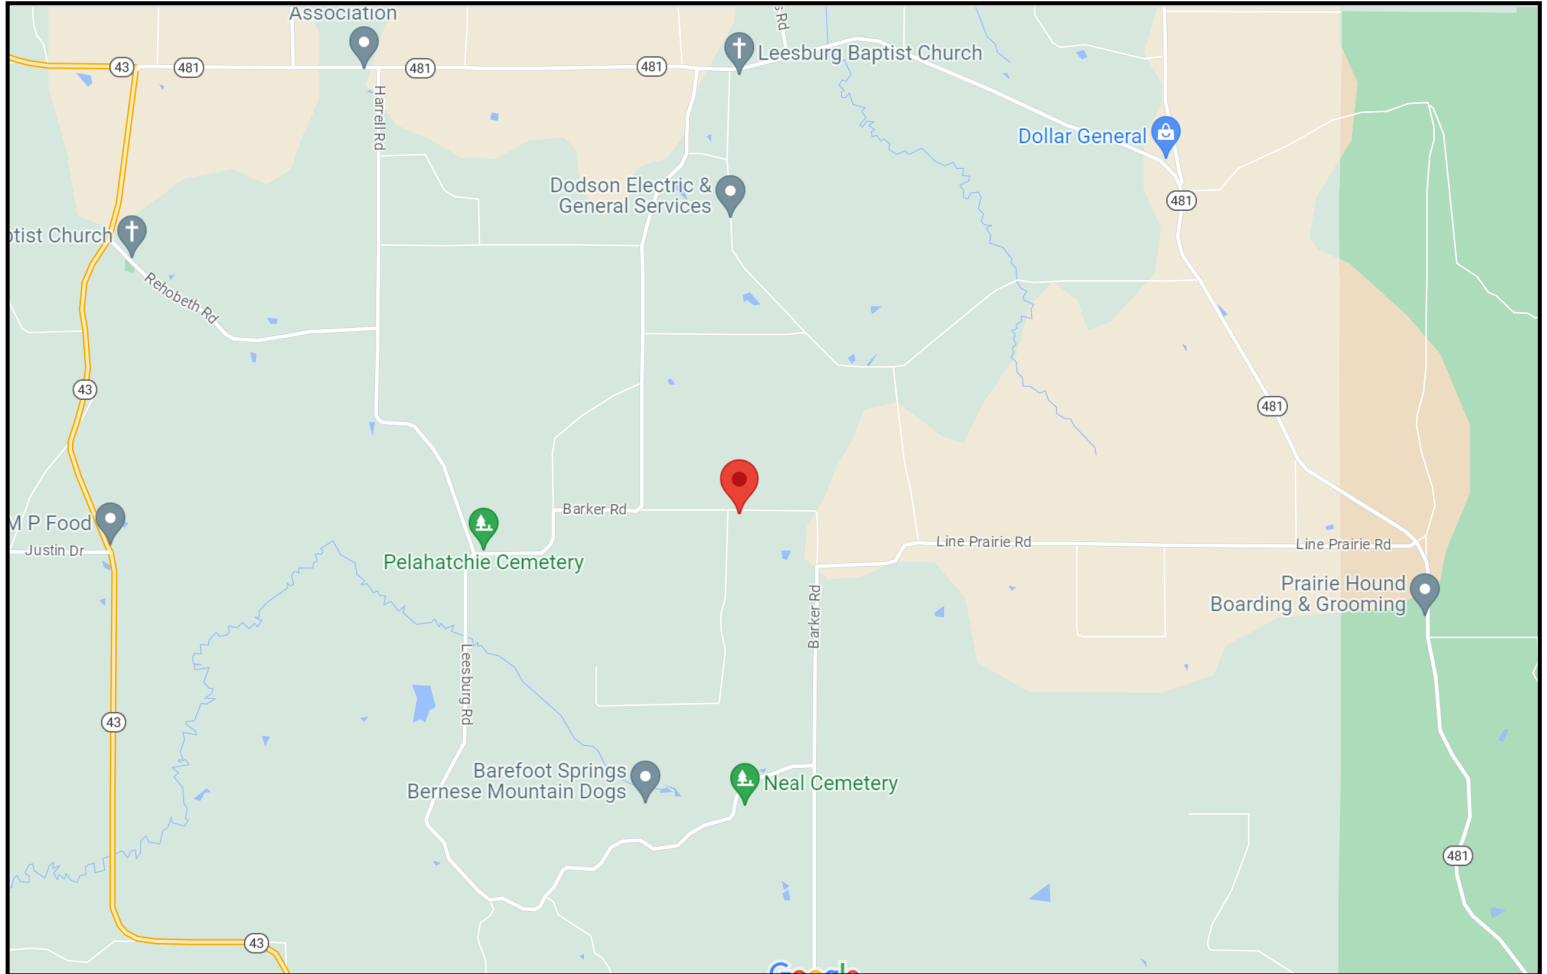 Association
s Rd
43
481
481
481
Leesburg Baptist Church
Harrell Rd
Dollar General
Dodson Electric &
General Services
481
ptist Church
Rehobeth Rd
43
481
M P Food
Justin Dr
Barker Rd
Pelahatchie Cemetery
Line Prairie Rd
Line Prairie Rd
Prairie Hound
Boarding & Grooming
Barker Rd
Leesburg Rd
43
Barefoot Springs
Bernese Mountain Dogs
Neal Cemetery
481
43
Google